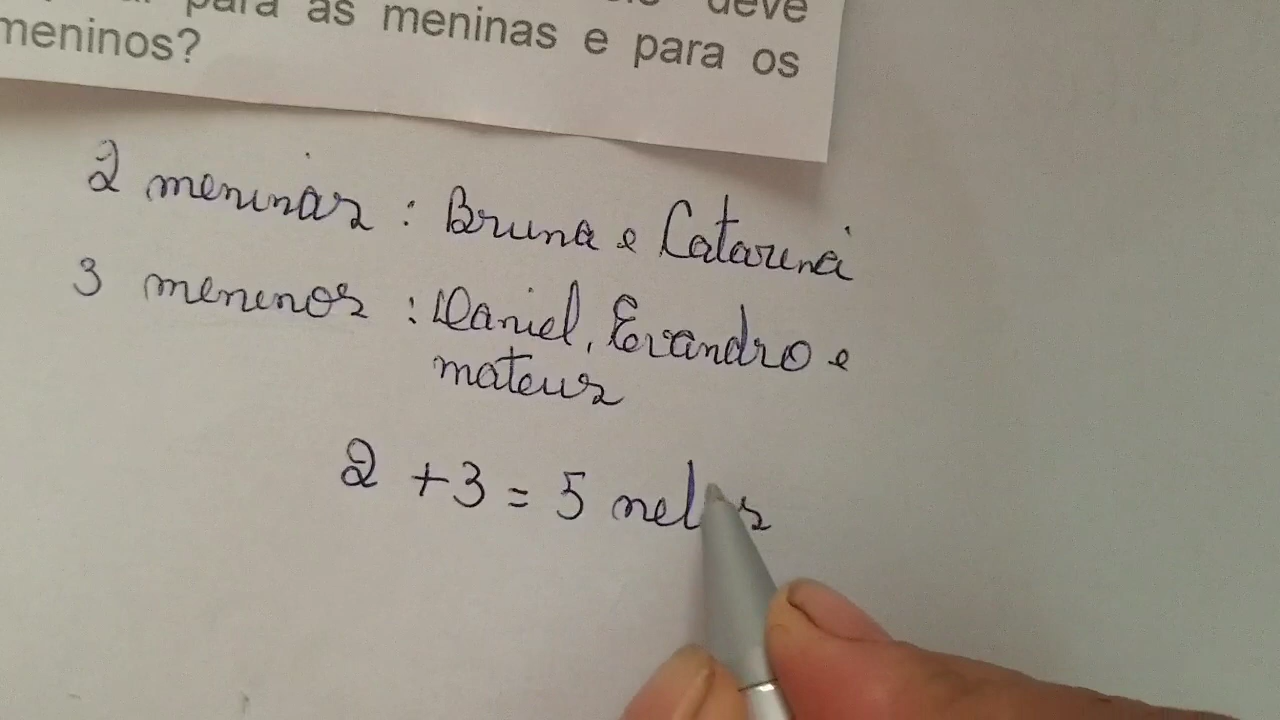 para as meninas e para os
meninos?
2 meninas: Bruna e Catarina
3 meninos: Daniel, Evandro e
mateus
2 + 3 = 5